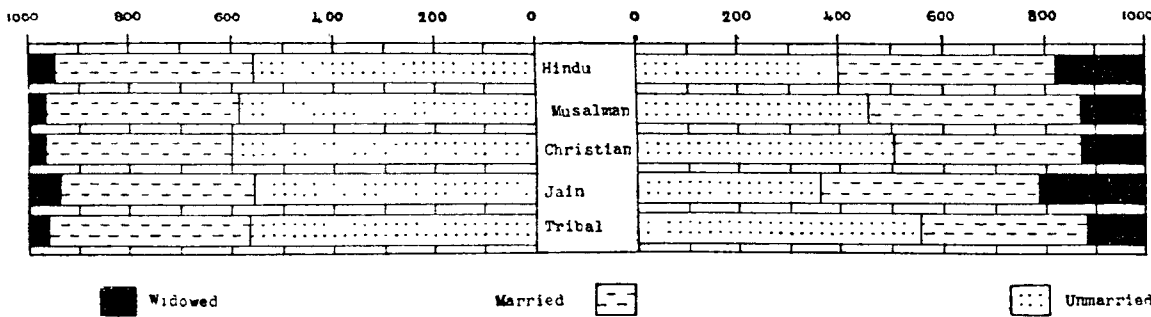 1000 800 600 400 200 0 0 200 400 600 800 1000
Hindu
Musalman
Christian
Jain
Tribal
Widowed Married Unmarried